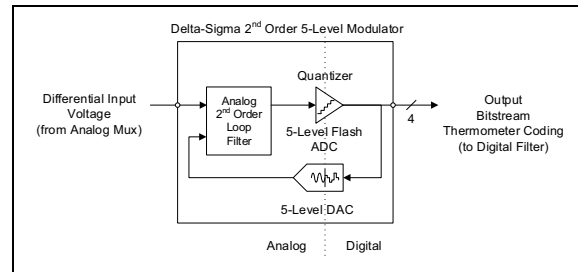 Delta-Sigma 2nd Order 5-Level Modulator
Quantizer
Differential Input
Voltage
(from Analog Mux)
Analog
2nd Order
Loop
Filter
5-Level Flash
ADC
4
Output
Bitstream
Thermometer Coding
(to Digital Filter)
5-Level DAC
Analog
Digital